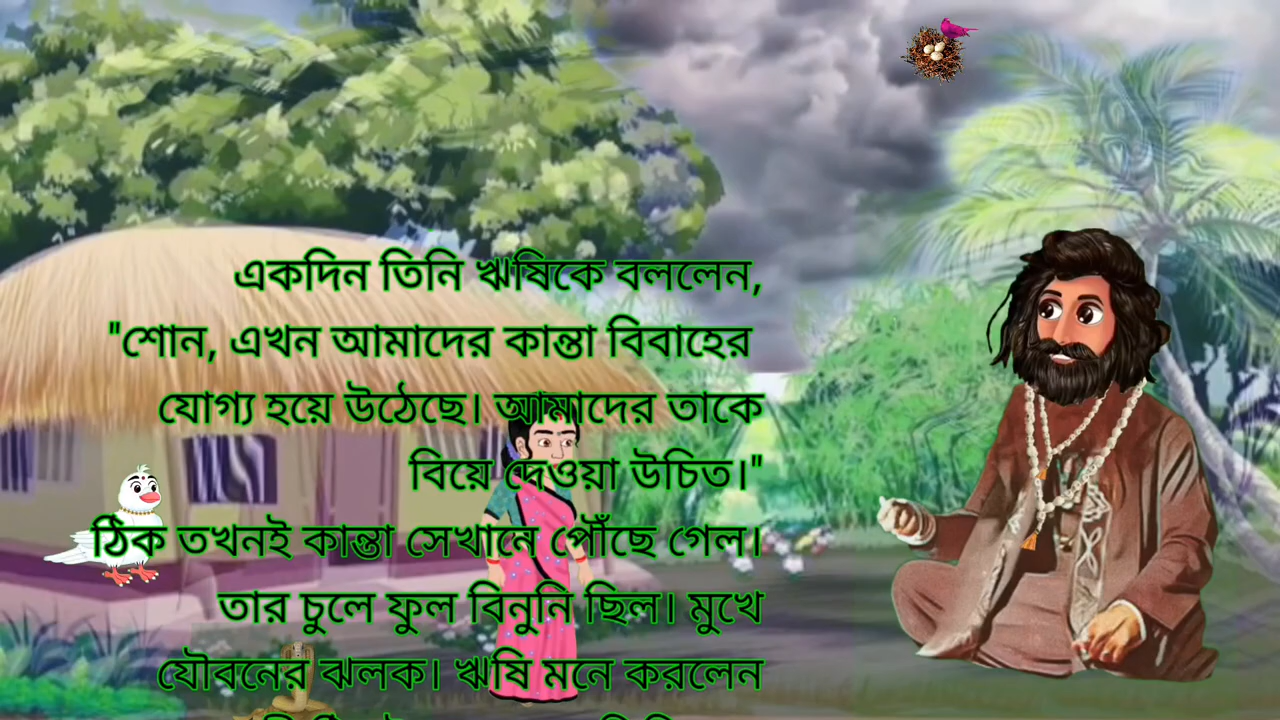 একদিন তিনি ঋষিকে বললেন,
"শোন, এখন আমাদের কান্তা বিবাহের
যোগ্য হয়ে উঠেছে। আমাদের তাকে
বিয়ে দেওয়া উচিত।"
ঠিক তখনই কান্তা সেখানে পৌঁছে গেল।
তার চুলে ফুল বিনুনি ছিল। মুখে
যৌবনের ঝলক। ঋষি মনে করলেন